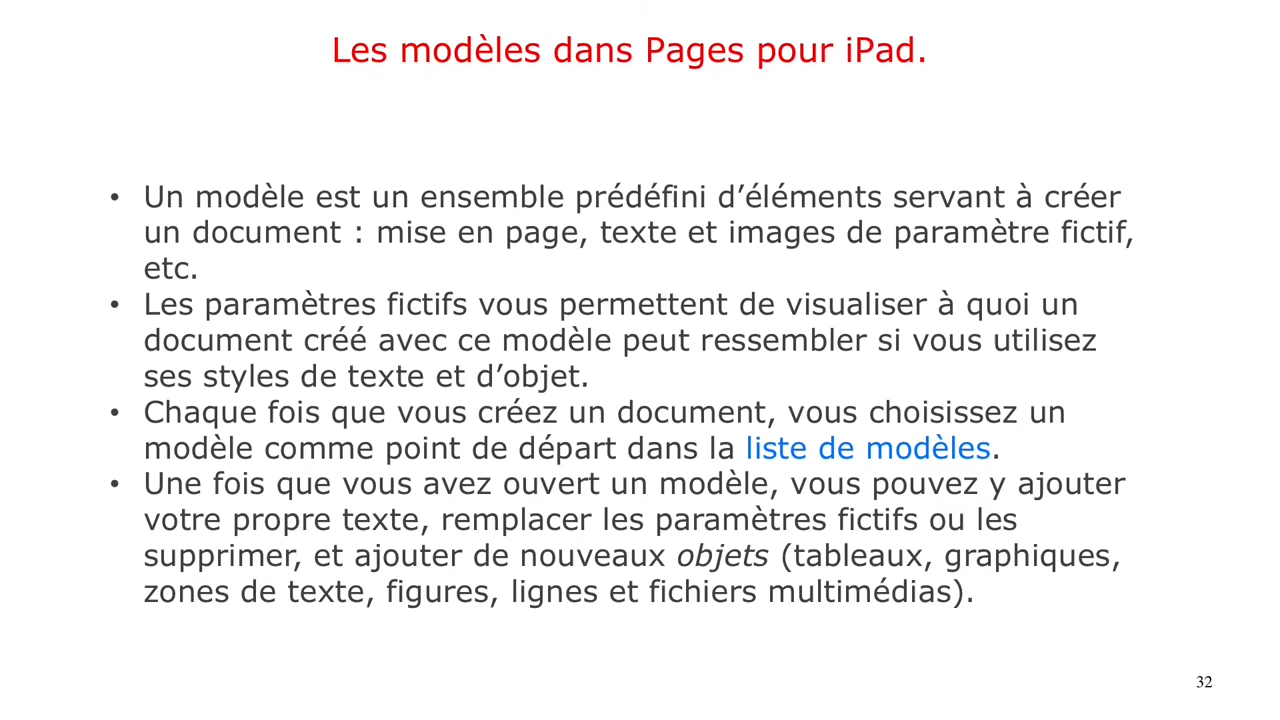 Les modèles dans Pages pour iPad.
• Un modèle est un ensemble prédéfini d’éléments servant à créer
un document : mise en page, texte et images de paramètre fictif,
etc.
• Les paramètres fictifs vous permettent de visualiser à quoi un
document créé avec ce modèle peut ressembler si vous utilisez
ses styles de texte et d’objet.
• Chaque fois que vous créez un document, vous choisissez un
modèle comme point de départ dans la liste de modèles.
• Une fois que vous avez ouvert un modèle, vous pouvez y ajouter
votre propre texte, remplacer les paramètres fictifs ou les
supprimer, et ajouter de nouveaux objets (tableaux, graphiques,
zones de texte, figures, lignes et fichiers multimédias).
32